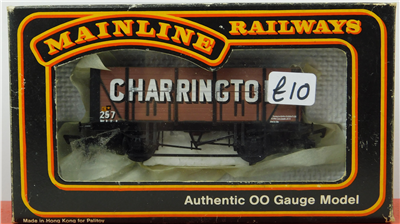 MAINLINE
RAILWAYS
CHARRINGTO
£10
257
Authentic OO Gauge Model
Made in Hong Kong for Palitoy